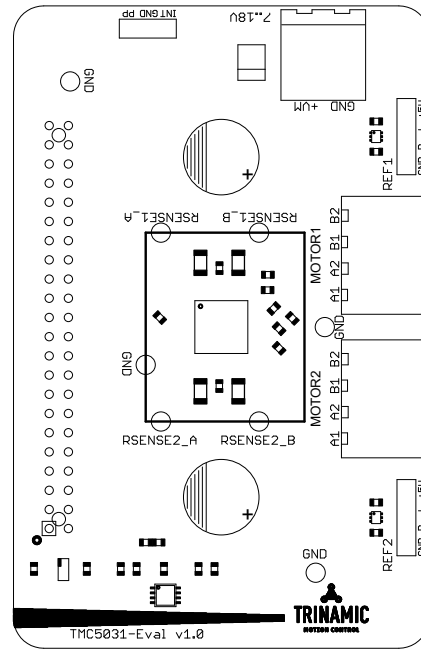 INT GND PP
7..18V
GND
+VM GND
REF1
RSENSE1_A
RSENSE1_B
MOTOR1
B2
B1
A2
A1
GND
GND
MOTOR2
B2
B1
A2
A1
RSENSE2_A
RSENSE2_B
REF2
GND
TRINAMIC
MOTION CONTROL
TMC5031-Eval v1.0